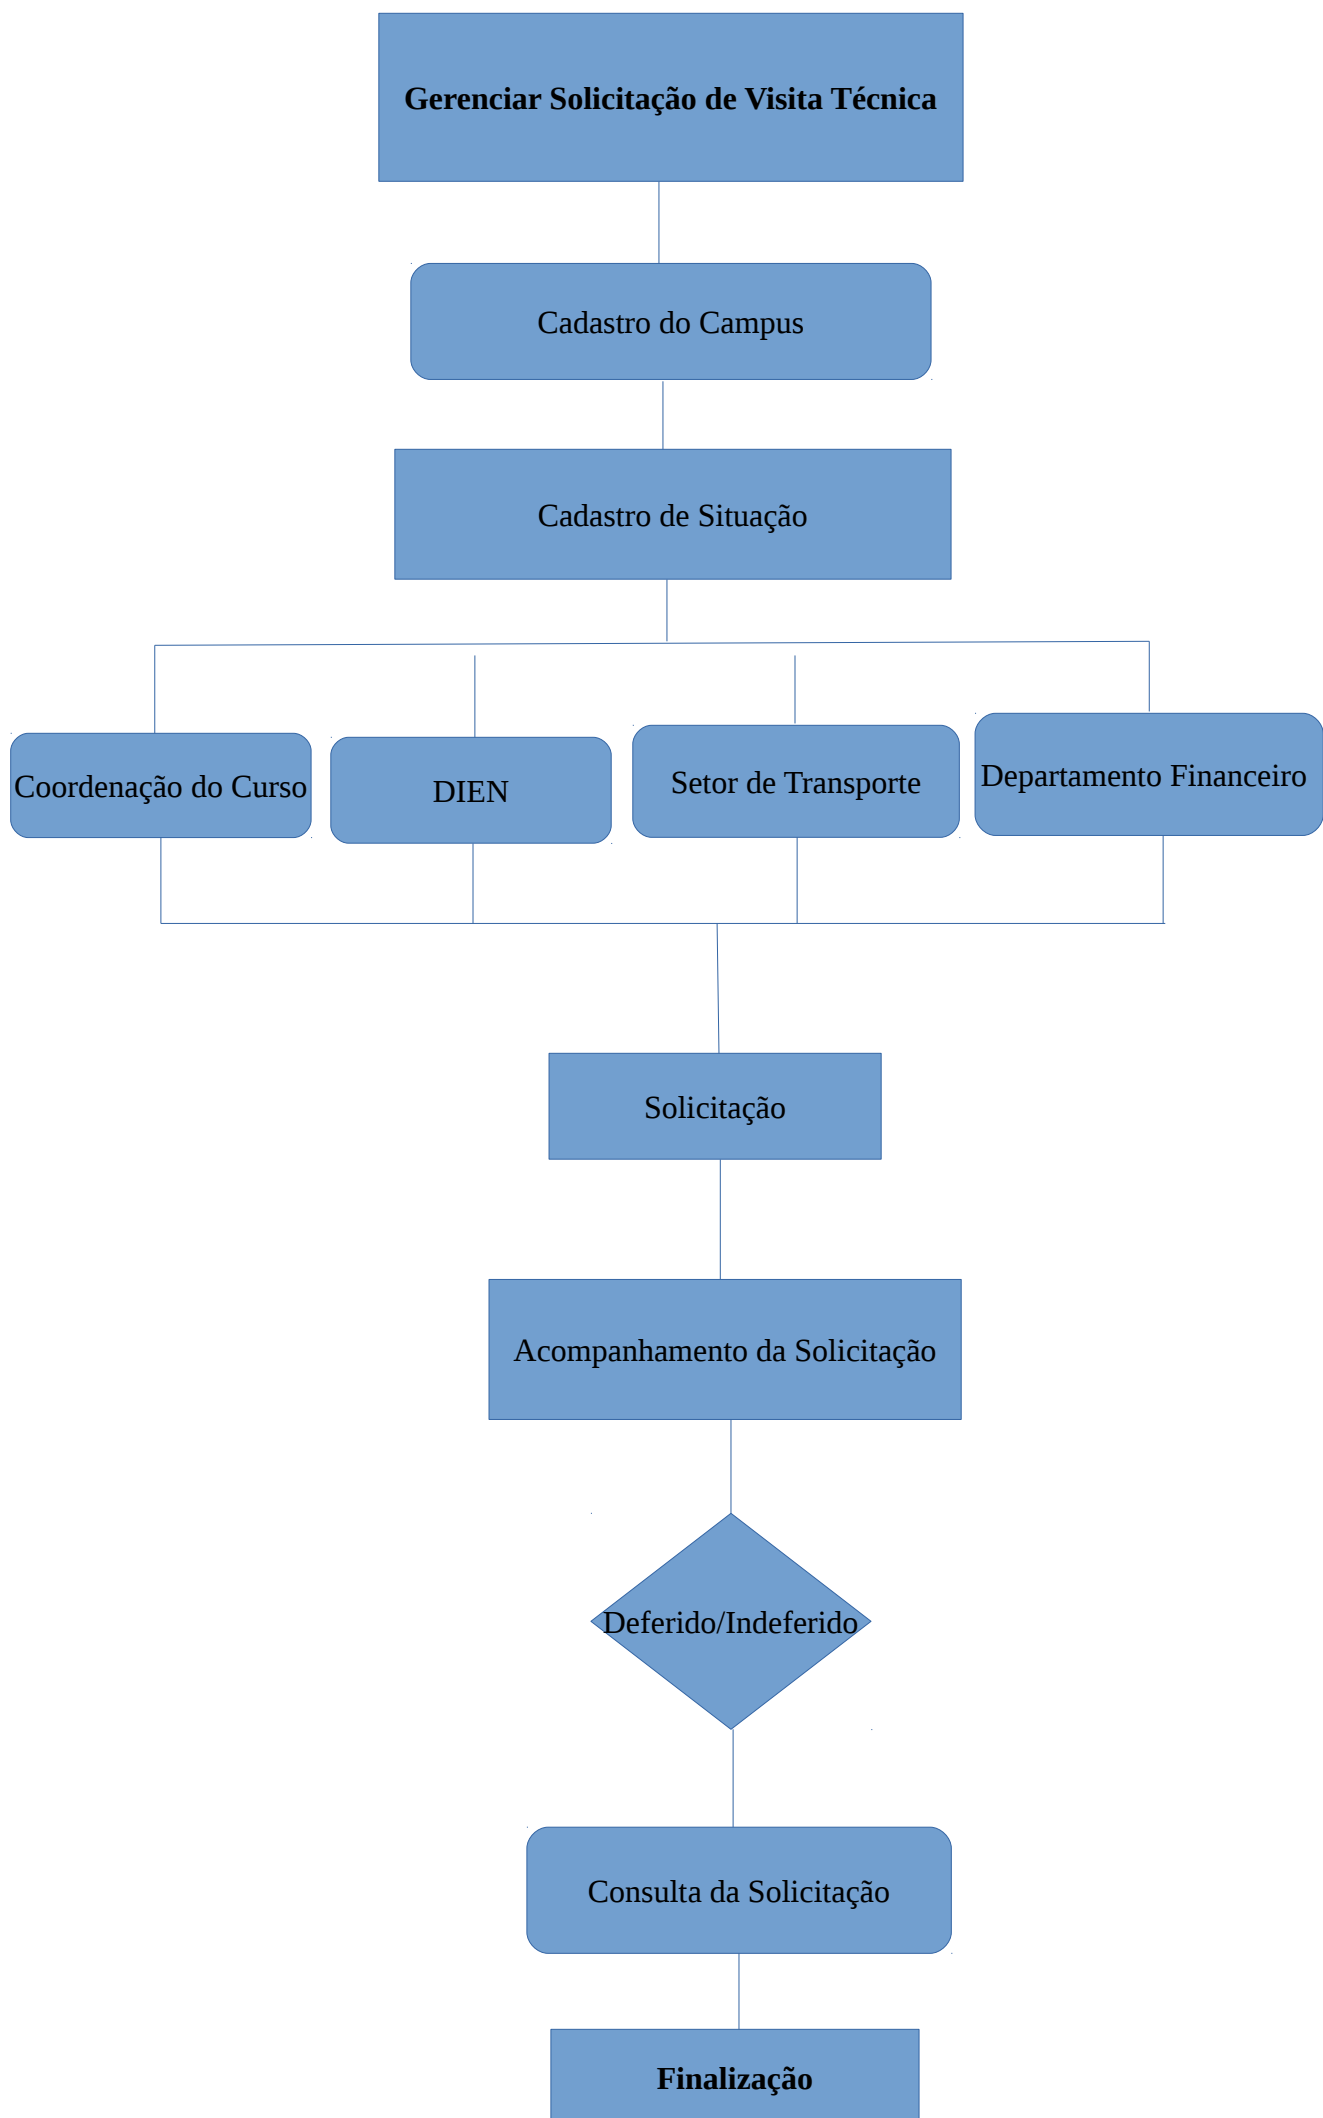 Gerenciar Solicitação de Visita Técnica
Cadastro do Campus
Cadastro de Situação
Coordenação do Curso
DIEN
Setor de Transporte
Departamento Financeiro
Solicitação
Acompanhamento da Solicitação
Deferido/Indeferido
Consulta da Solicitação
Finalização